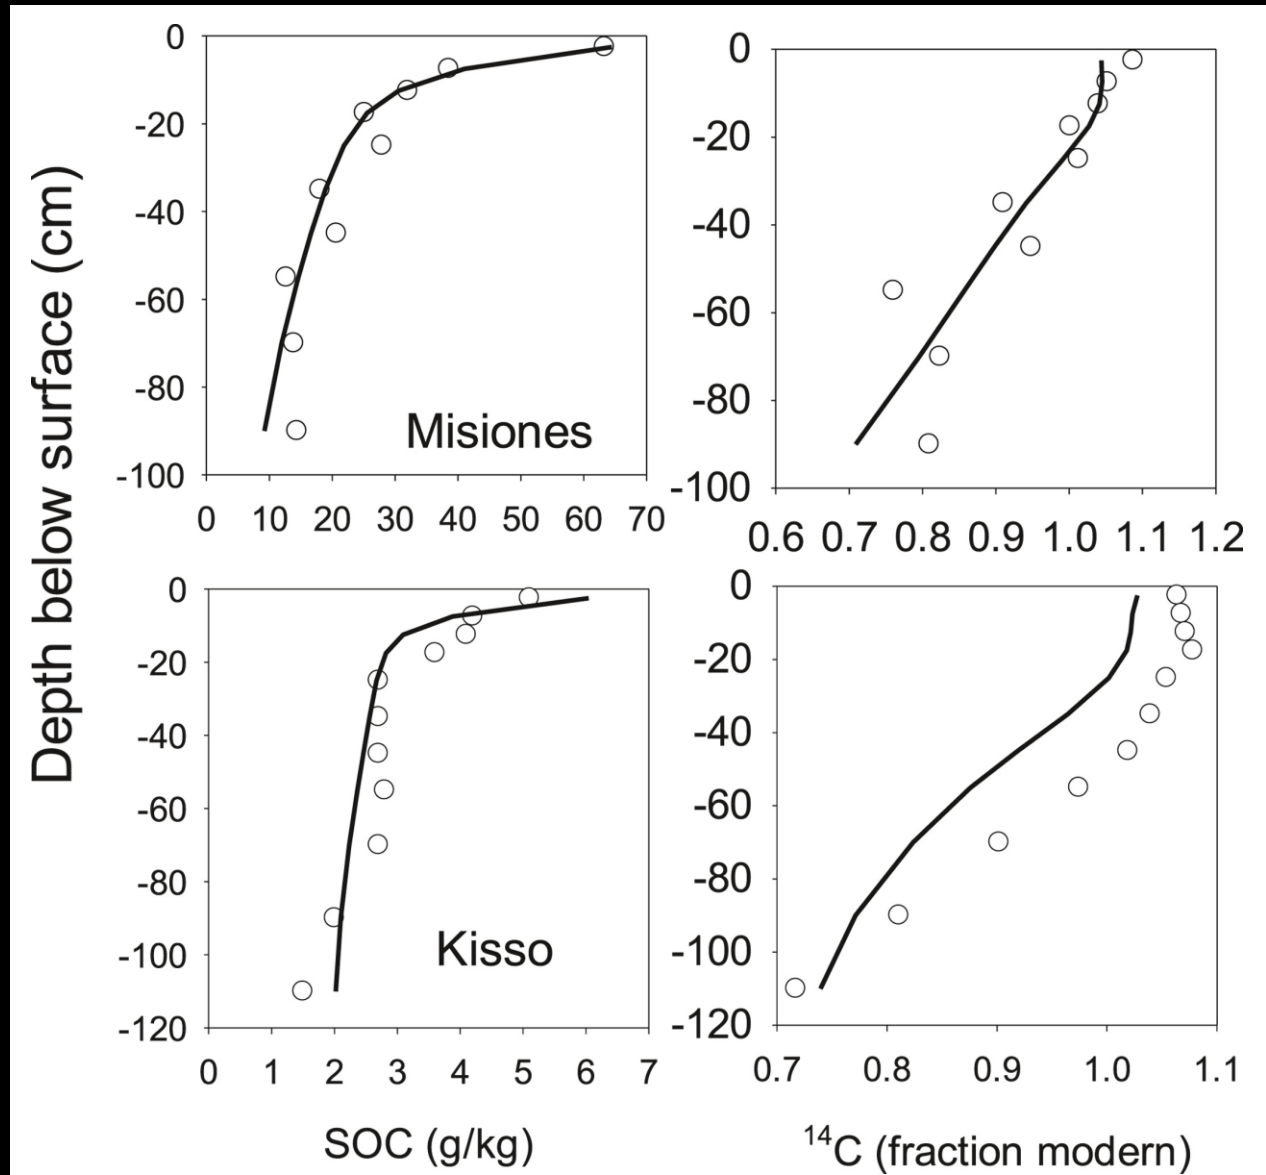 Depth below surface (cm)
0
-20
-40
-60
-80
-100
0 10 20 30 40 50 60 70
Misiones
0
-20
-40
-60
-80
-100
0.6 0.7 0.8 0.9 1.0 1.1 1.2
0
-20
-40
-60
-80
-100
-120
0 1 2 3 4 5 6 7
Kisso
SOC (g/kg)
0
-20
-40
-60
-80
-100
-120
0.7 0.8 0.9 1.0 1.1
¹⁴C (fraction modern)